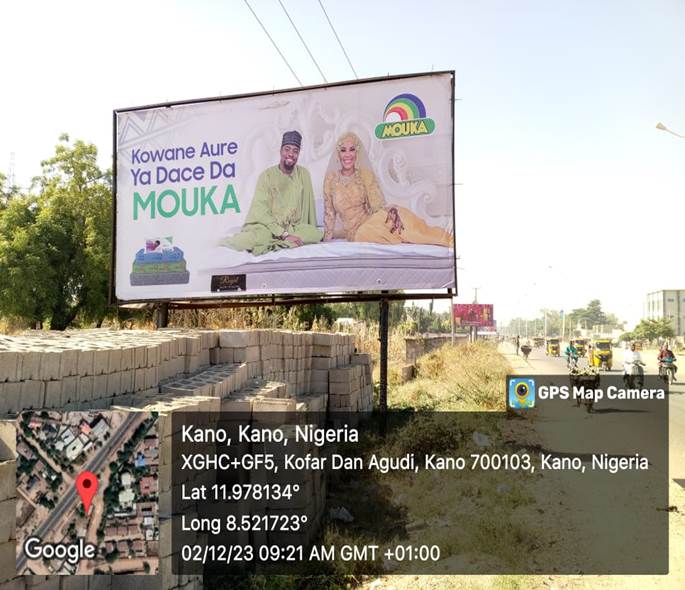 Kowane Aure
Ya Dace Da
MOUKA
MOUKA
Royal
GPS Map Camera
Kano, Kano, Nigeria
XGHC+GF5, Kofar Dan Agudi, Kano 700103, Kano, Nigeria
Lat 11.978134°
Long 8.521723°
02/12/23 09:21 AM GMT +01:00
Google